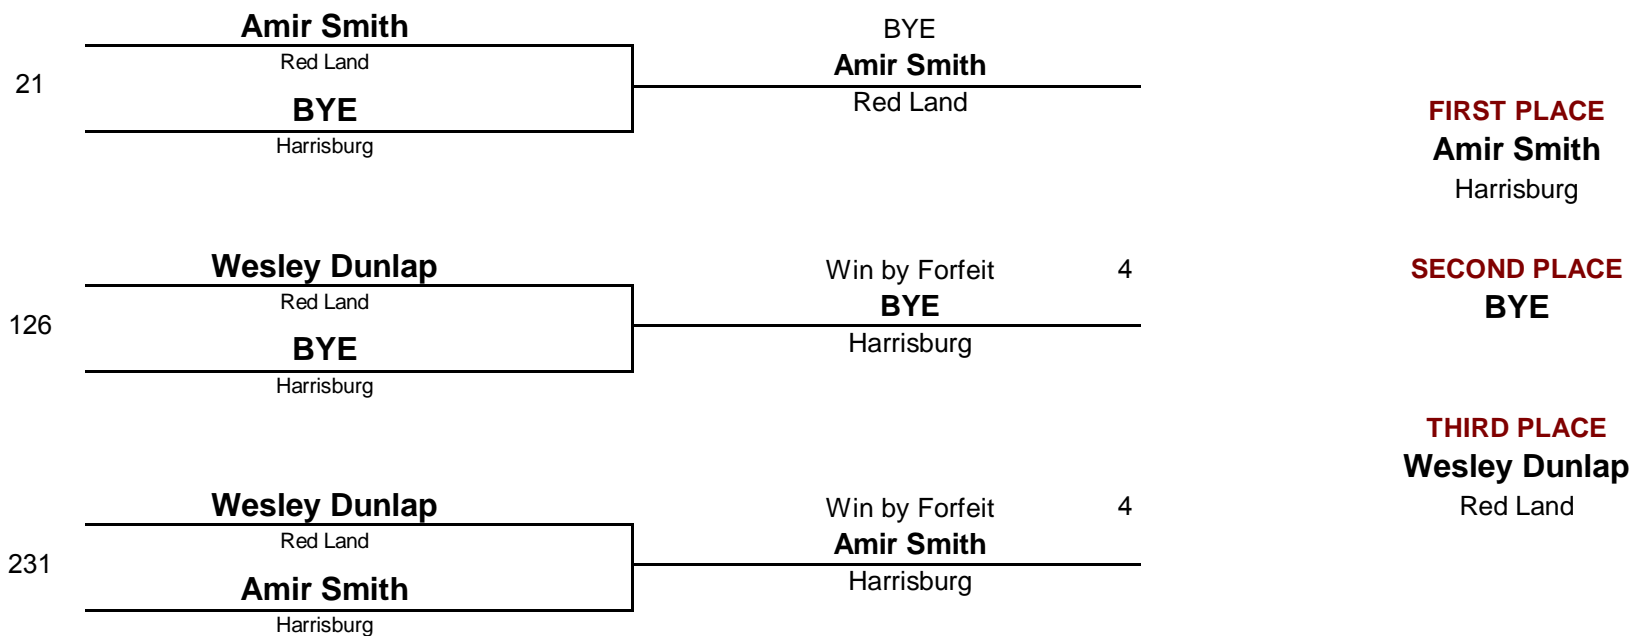 Amir Smith
Red Land
21
BYE
Harrisburg
BYE
Amir Smith
Red Land
Wesley Dunlap
Red Land
126
BYE
Harrisburg
Win by Forfeit 4
BYE
Harrisburg
Wesley Dunlap
Red Land
231
Amir Smith
Harrisburg
Win by Forfeit 4
Amir Smith
Harrisburg
FIRST PLACE
Amir Smith
Harrisburg
SECOND PLACE
BYE
THIRD PLACE
Wesley Dunlap
Red Land